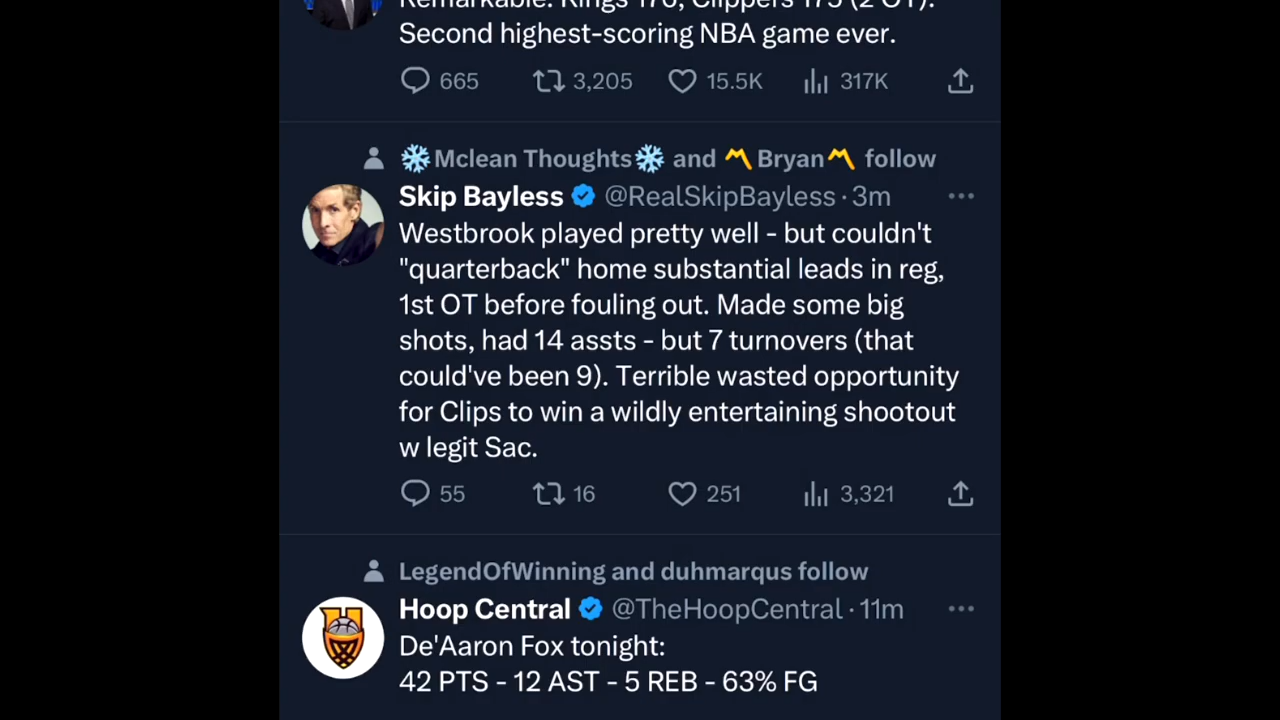 Remarkable. Kings 176, Clippers 175 (2 OT).
Second highest-scoring NBA game ever.
665 3,205 15.5K 317K
❄️Mclean Thoughts❄️ and 〽️Bryan〽️ follow
Skip Bayless @RealSkipBayless · 3m
Westbrook played pretty well - but couldn't
"quarterback" home substantial leads in reg,
1st OT before fouling out. Made some big
shots, had 14 assts - but 7 turnovers (that
could've been 9). Terrible wasted opportunity
for Clips to win a wildly entertaining shootout
w legit Sac.
55 16 251 3,321
LegendOfWinning and duhmarqus follow
Hoop Central @TheHoopCentral · 11m
De'Aaron Fox tonight:
42 PTS - 12 AST - 5 REB - 63% FG